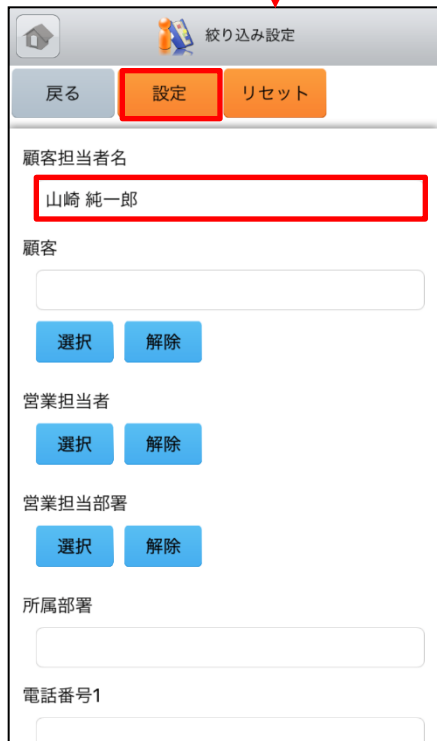 絞り込み設定
戻る 設定 リセット
顧客担当者名
山崎 純一郎
顧客
選択 解除
営業担当者
選択 解除
営業担当部署
選択 解除
所属部署
電話番号1